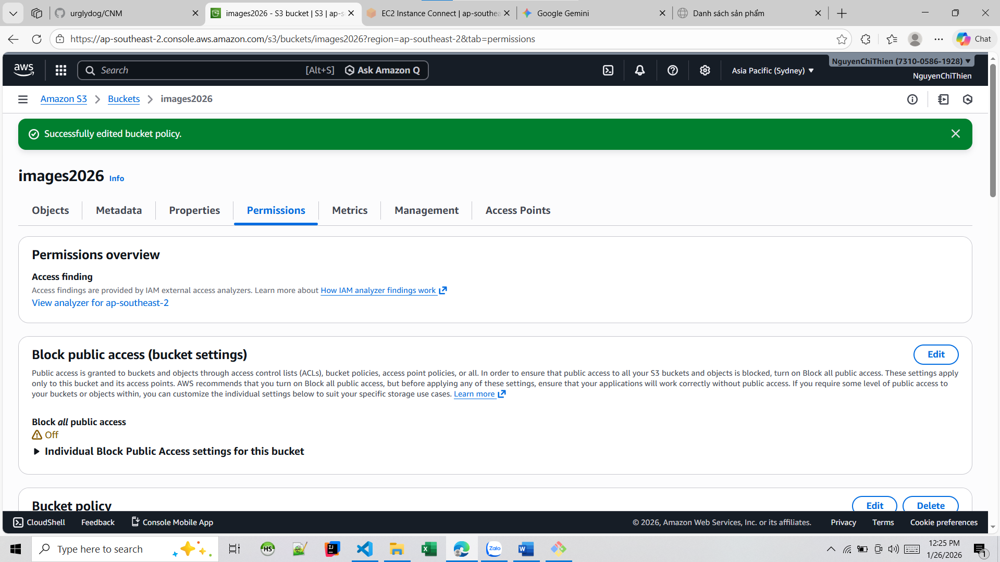 urglydog/CNM
images2026 - S3 bucket | S3 | ap-s
EC2 Instance Connect | ap-southea
Google Gemini
Danh sách sản phẩm
https://ap-southeast-2.console.aws.amazon.com/s3/buckets/images2026?region=ap-southeast-2&tab=permissions
Chat
aws
Search
[Alt+S]
Ask Amazon Q
Asia Pacific (Sydney)
NguyenChiThien (7310-0586-1928)
NguyenChiThien
Amazon S3
Buckets
images2026
Successfully edited bucket policy.
images2026 Info
Objects
Metadata
Properties
Permissions
Metrics
Management
Access Points
Permissions overview
Access finding
Access findings are provided by IAM external access analyzers. Learn more about How IAM analyzer findings work
View analyzer for ap-southeast-2
Block public access (bucket settings)
Edit
Public access is granted to buckets and objects through access control lists (ACLs), bucket policies, access point policies, or all. In order to ensure that public access to all your S3 buckets and objects is blocked, turn on Block all public access. These settings apply
only to this bucket and its access points. AWS recommends that you turn on Block all public access, but before applying any of these settings, ensure that your applications will work correctly without public access. If you require some level of public access to
your buckets or objects within, you can customize the individual settings below to suit your specific storage use cases. Learn more
Block all public access
Off
Individual Block Public Access settings for this bucket
Bucket policy
Edit
Delete
CloudShell
Feedback
Console Mobile App
© 2026, Amazon Web Services, Inc. or its affiliates.
Privacy
Terms
Cookie preferences
Type here to search
HS
IJ
Zalo
W
12:25 PM
1/26/2026
1